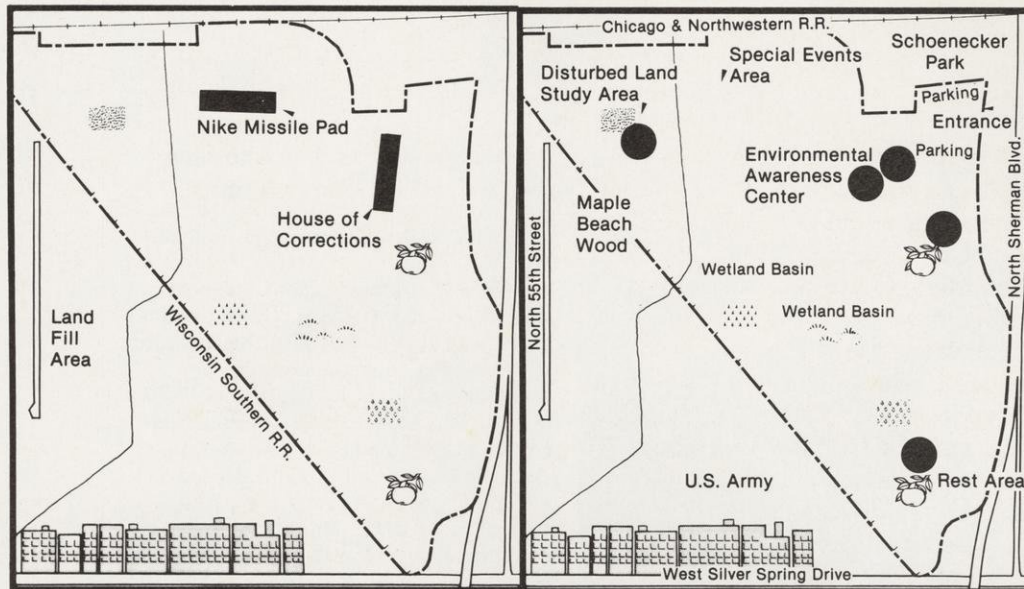 Nike Missile Pad
House of
Corrections
Land
Fill
Area
Wisconsin Southern R.R.
Chicago & Northwestern R.R.
Special Events
Area
Schoenecker
Park
Disturbed Land
Study Area
Parking
Entrance
Environmental
Awareness
Center
Parking
Maple
Beach
Wood
North 55th Street
North Sherman Blvd.
Wetland Basin
Wetland Basin
U.S. Army
Rest Area
West Silver Spring Drive